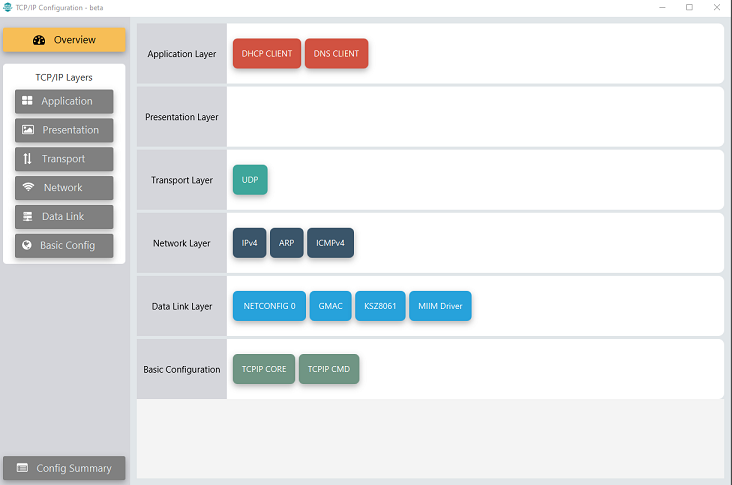 TCP/IP Configuration - beta
Overview
TCP/IP Layers
Application
Presentation
Transport
Network
Data Link
Basic Config
Config Summary
Application Layer
DHCP CLIENT
DNS CLIENT
Presentation Layer
Transport Layer
UDP
Network Layer
IPv4
ARP
ICMPv4
Data Link Layer
NETCONFIG 0
GMAC
KSZ8061
MIIM Driver
Basic Configuration
TCPIP CORE
TCPIP CMD